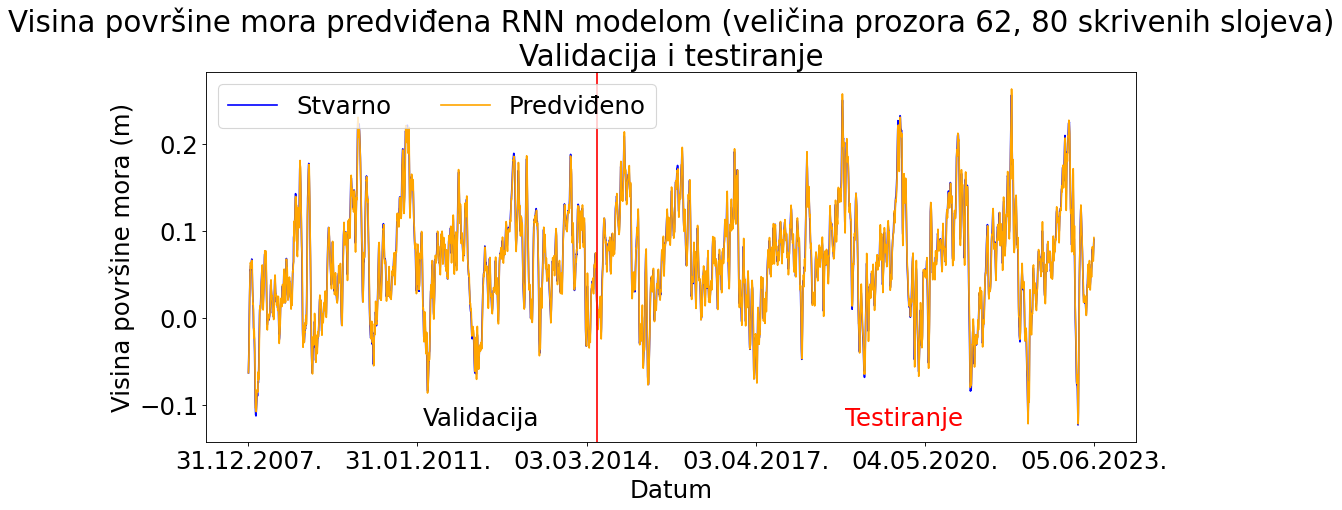 Visina površine mora predviđena RNN modelom (veličina prozora 62, 80 skrivenih slojeva)
Validacija i testiranje
Stvarno Predviđeno
Visina površine mora (m)
0.2
0.1
0.0
−0.1
Validacija Testiranje
31.12.2007. 31.01.2011. 03.03.2014. 03.04.2017. 04.05.2020. 05.06.2023.
Datum